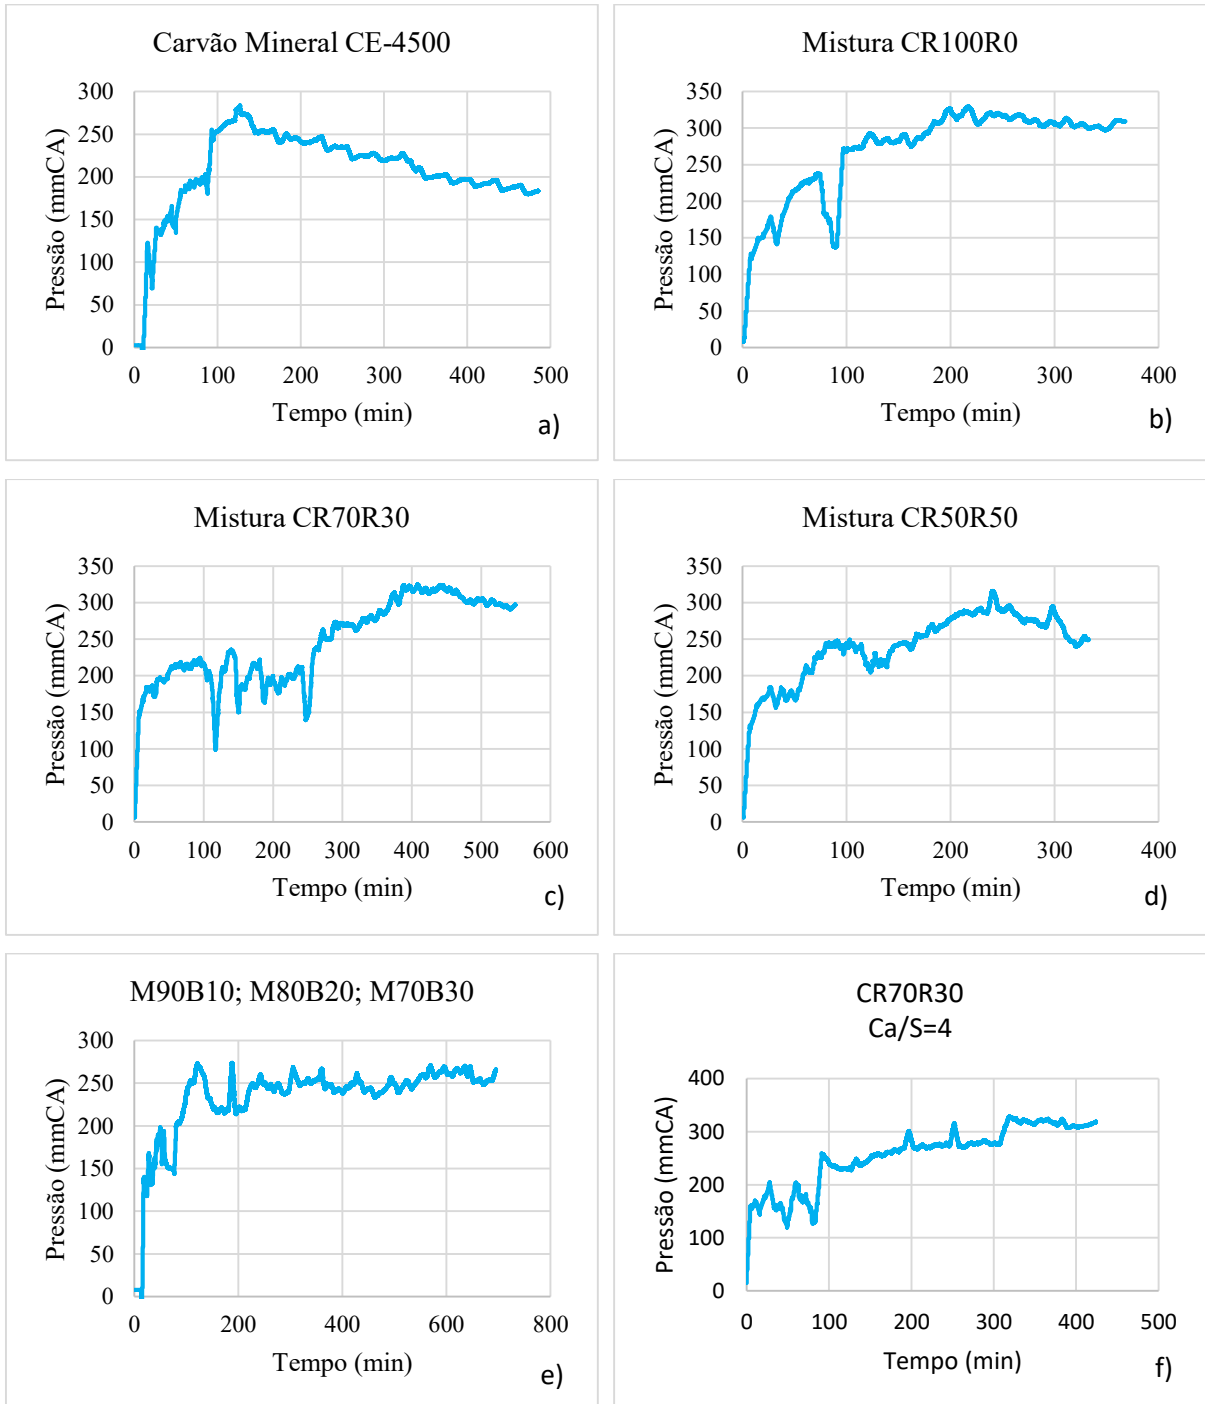 Carvão Mineral CE-4500
300
250
200
150
100
50
0
Pressão (mmCA)
0 100 200 300 400 500
Tempo (min)
a)
Mistura CR100R0
350
300
250
200
150
100
50
0
Pressão (mmCA)
0 100 200 300 400
Tempo (min)
b)
Mistura CR70R30
350
300
250
200
150
100
50
0
Pressão (mmCA)
0 100 200 300 400 500 600
Tempo (min)
c)
Mistura CR50R50
350
300
250
200
150
100
50
0
Pressão (mmCA)
0 100 200 300 400
Tempo (min)
d)
M90B10; M80B20; M70B30
300
250
200
150
100
50
0
Pressão (mmCA)
0 200 400 600 800
Tempo (min)
e)
CR70R30
Ca/S=4
400
300
200
100
0
Pressão (mmCA)
0 100 200 300 400 500
Tempo (min)
f)